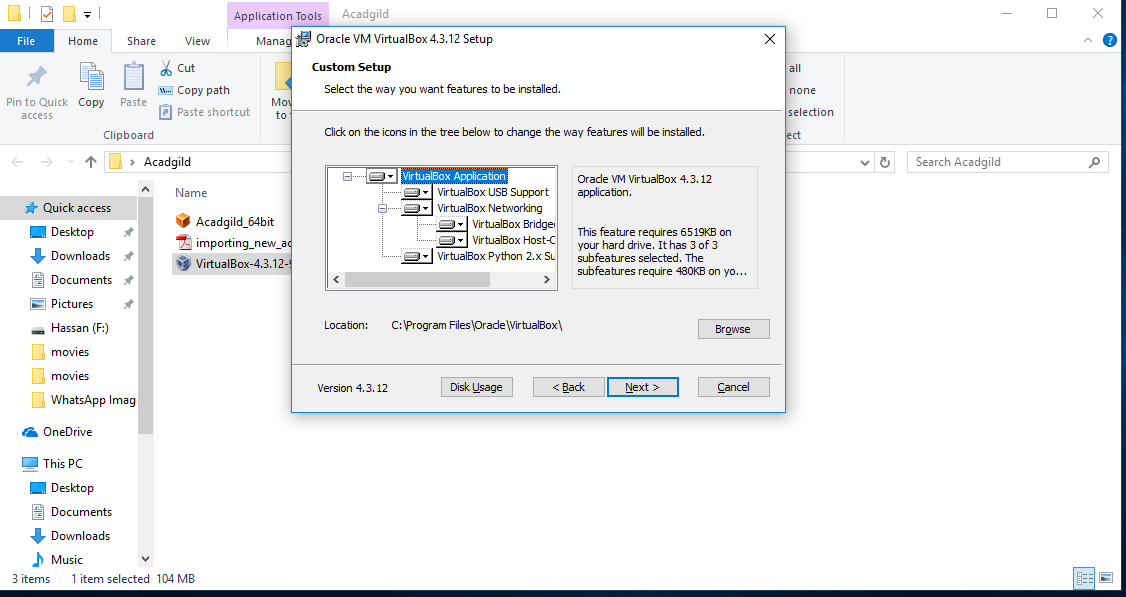 Application Tools
Acadgild
File
Home
Share
View
Manag
Pin to Quick
access
Copy
Paste
Cut
Copy path
Paste shortcut
Clipboard
Mov
to
all
none
selection
ect
Acadgild
Search Acadgild
Quick access
Desktop
Downloads
Documents
Pictures
Hassan (F:)
movies
movies
WhatsApp Imag
OneDrive
This PC
Desktop
Documents
Downloads
Music
Name
Acadgild_64bit
importing_new_ac
VirtualBox-4.3.12-9
Oracle VM VirtualBox 4.3.12 Setup
Custom Setup
Select the way you want features to be installed.
Click on the icons in the tree below to change the way features will be installed.
VirtualBox Application
VirtualBox USB Support
VirtualBox Networking
VirtualBox Bridge
VirtualBox Host-C
VirtualBox Python 2.x Su
Oracle VM VirtualBox 4.3.12
application.
This feature requires 6519KB on
your hard drive. It has 3 of 3
subfeatures selected. The
subfeatures require 480KB on yo...
Location: C:\Program Files\Oracle\VirtualBox\
Browse
Version 4.3.12
Disk Usage
< Back
Next >
Cancel
3 items 1 item selected 104 MB